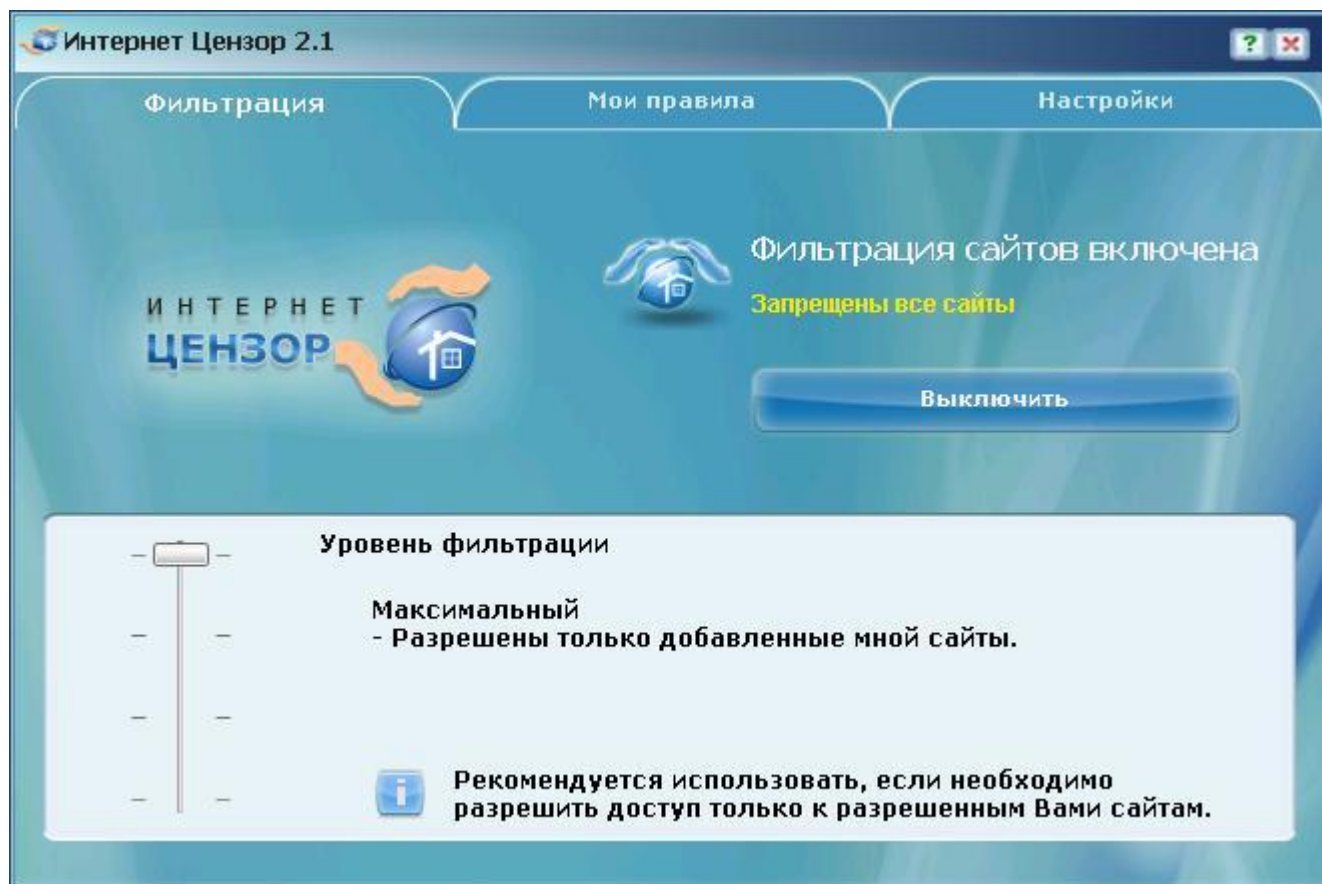 Интернет Цензор 2.1
Фильтрация
Мои правила
Настройки
ИНТЕРНЕТ
ЦЕНЗОР
Фильтрация сайтов включена
Запрещены все сайты
Выключить
Уровень фильтрации
Максимальный
- Разрешены только добавленные мной сайты.
Рекомендуется использовать, если необходимо
разрешить доступ только к разрешенным Вами сайтам.